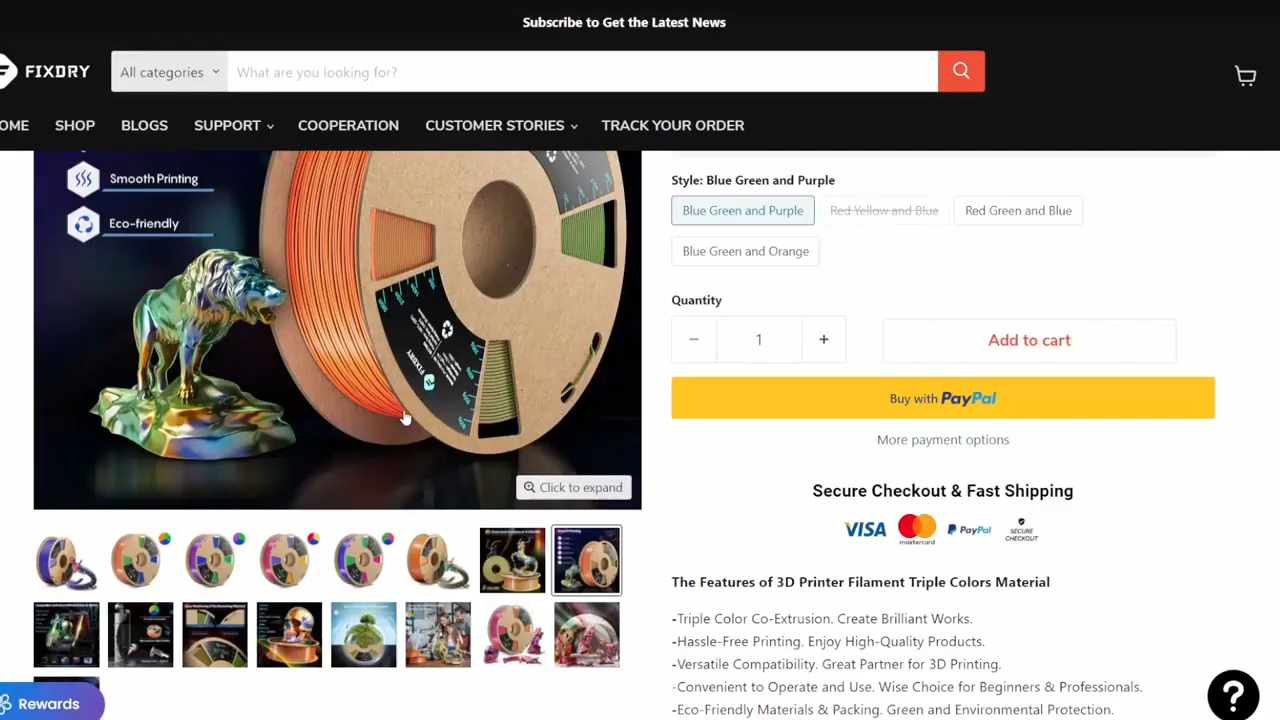 Subscribe to Get the Latest News
FIXDRY
All categories
What are you looking for?
OME SHOP BLOGS SUPPORT COOPERATION CUSTOMER STORIES TRACK YOUR ORDER
Smooth Printing
Eco-friendly
FIXDRY
Click to expand
Style: Blue Green and Purple
Blue Green and Purple
Red Yellow and Blue
Red Green and Blue
Blue Green and Orange
Quantity
1
Add to cart
Buy with PayPal
More payment options
Secure Checkout & Fast Shipping
VISA
mastercard
PayPal
SECURE
CHECKOUT
The Features of 3D Printer Filament Triple Colors Material
-Triple Color Co-Extrusion. Create Brilliant Works.
-Hassle-Free Printing. Enjoy High-Quality Products.
-Versatile Compatibility. Great Partner for 3D Printing.
-Convenient to Operate and Use. Wise Choice for Beginners & Professionals.
-Eco-Friendly Materials & Packing. Green and Environmental Protection.
Rewards
?